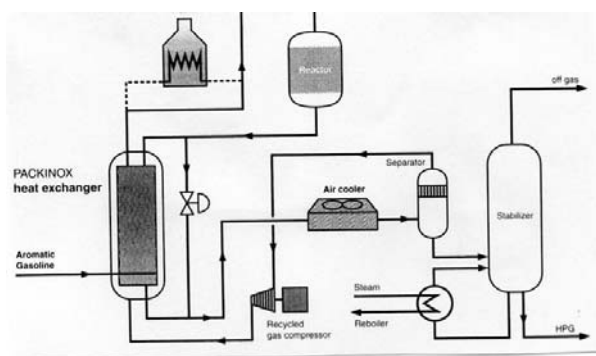 Reactor
off gas
PACKINOX
heat exchanger
Separator
Air cooler
Stabilizer
Aromatic
Gasoline
Steam
Reboiler
Recycled
gas compressor
HPG